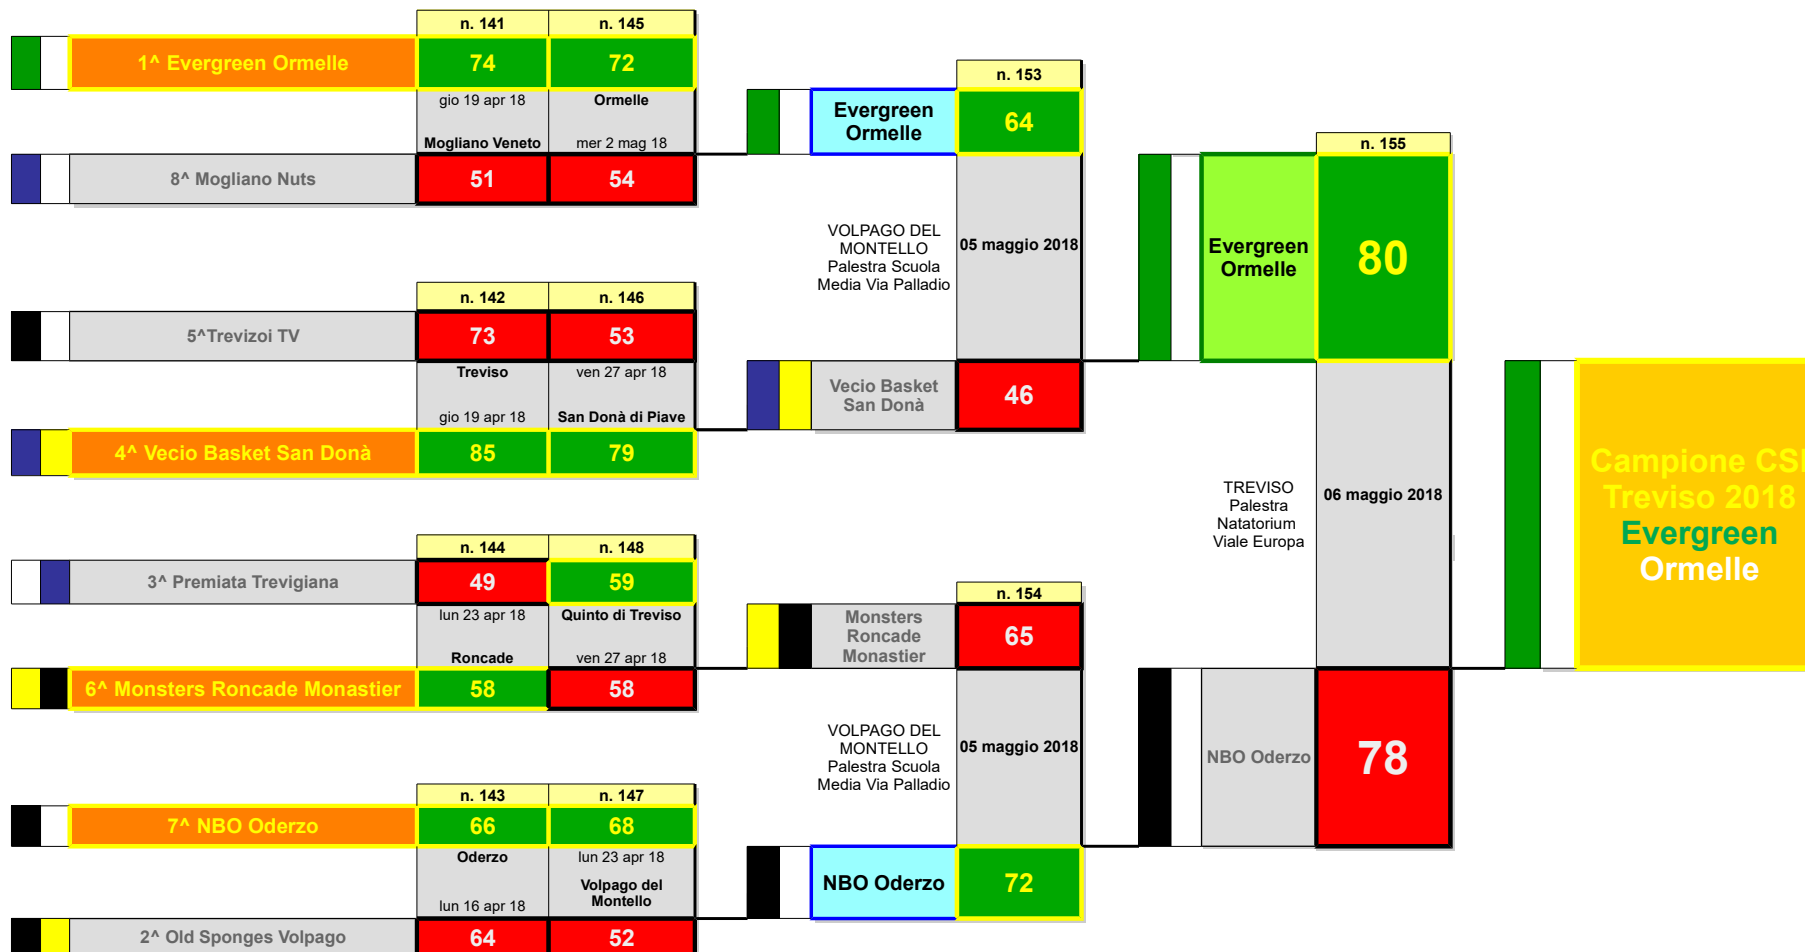 n. 141 n. 145
1^ Evergreen Ormelle 74 72
gio 19 apr 18 Ormelle
Mogliano Veneto mer 2 mag 18
8^ Mogliano Nuts 51 54
n. 142 n. 146
5^Trevizoi TV 73 53
Treviso ven 27 apr 18
gio 19 apr 18 San Donà di Piave
4^ Vecio Basket San Donà 85 79
n. 144 n. 148
3^ Premiata Trevigiana 49 59
lun 23 apr 18 Quinto di Treviso
Roncade ven 27 apr 18
6^ Monsters Roncade Monastier 58 58
n. 143 n. 147
7^ NBO Oderzo 66 68
Oderzo lun 23 apr 18
Volpago del
Montello
lun 16 apr 18
2^ Old Sponges Volpago 64 52
n. 153
Evergreen
Ormelle
64
VOLPAGO DEL
MONTELLO
Palestra Scuola
Media Via Palladio
05 maggio 2018
Vecio Basket
San Donà
46
n. 154
Monsters
Roncade
Monastier
65
VOLPAGO DEL
MONTELLO
Palestra Scuola
Media Via Palladio
05 maggio 2018
NBO Oderzo 72
n. 155
Evergreen
Ormelle
80
TREVISO
Palestra
Natatorium
Viale Europa
06 maggio 2018
NBO Oderzo 78
Campione CSI
Treviso 2018
Evergreen
Ormelle